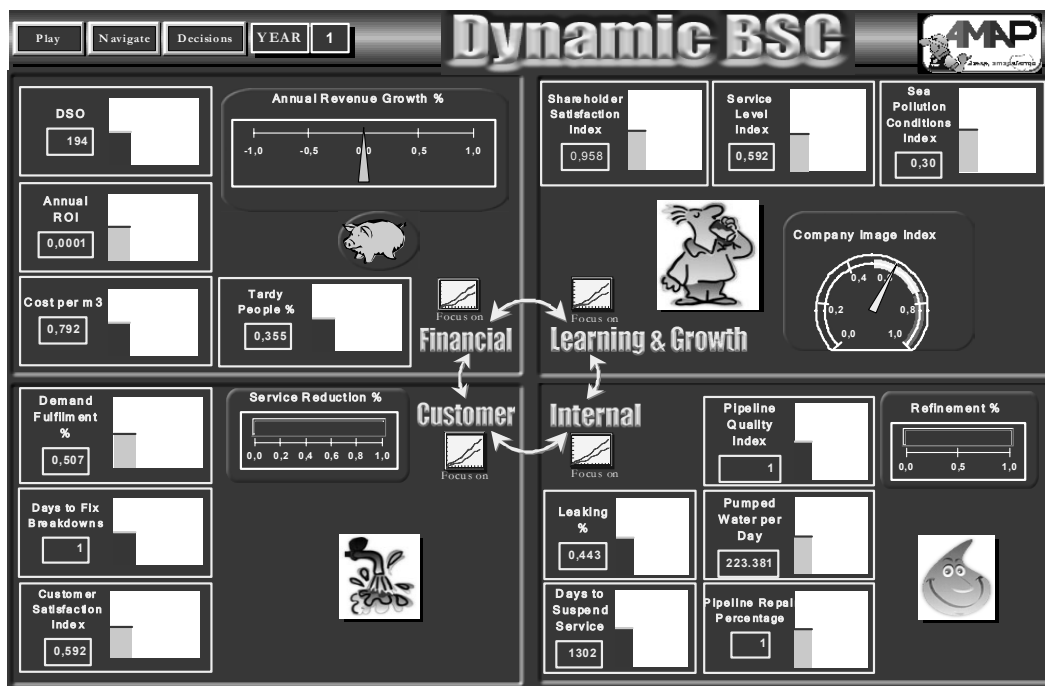 Play Navigate Decisions YEAR 1
Dynamic BSC
AMAP
DSO
194
Annual Revenue Growth %
-1,0 -0,5 0,0 0,5 1,0
Annual
ROI
0,0001
Cost per m3
0,792
Tardy
People %
0,355
Focus on
Financial
Shareholder
Satisfaction
Index
0,958
Service
Level
Index
0,592
Sea
Pollution
Conditions
Index
0,30
Company Image Index
0,0 0,2 0,4 0,6 0,8 1,0
Focus on
Learning & Growth
Demand
Fulfilment
%
0,507
Service Reduction %
0,0 0,2 0,4 0,6 0,8 1,0
Customer
Focus on
Days to Fix
Breakdowns
1
Customer
Satisfaction
Index
0,592
Internal
Focus on
Pipeline
Quality
Index
1
Refinement %
0,0 0,5 1,0
Leaking
%
0,443
Pumped
Water per
Day
223.381
Days to
Suspend
Service
1302
Pipeline Repai
Percentage
1